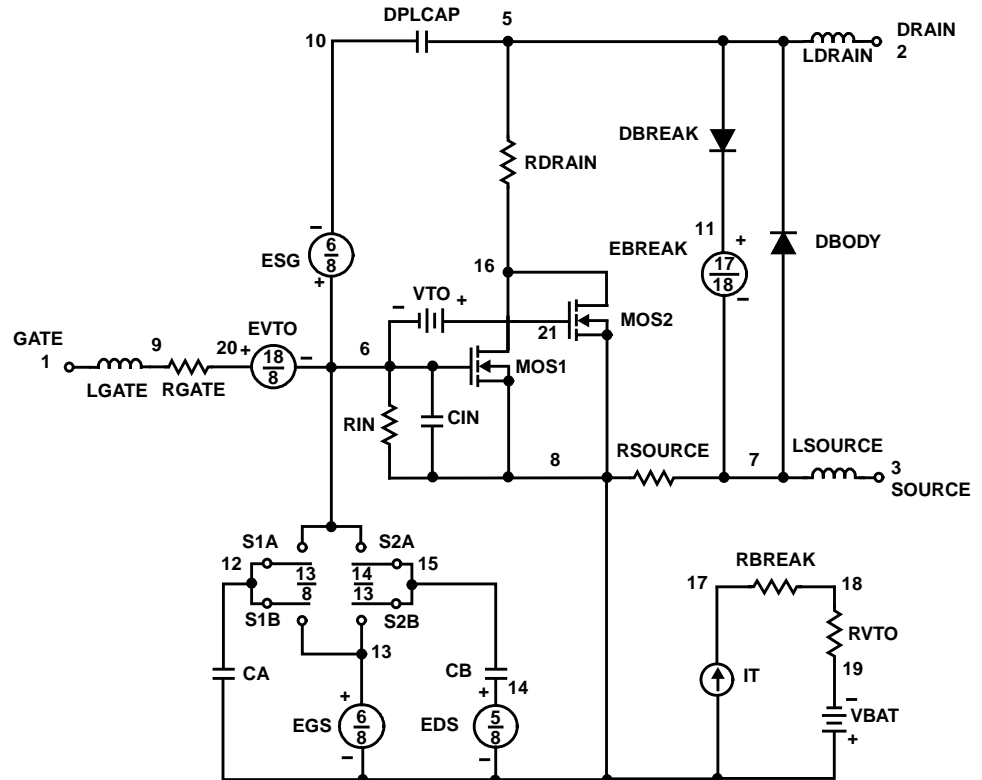 DPLCAP
5
10
DRAIN
2
LDRAIN
DBREAK
RDRAIN
11
+
DBODY
EBREAK
17
18
−
−
6
8
ESG
+
16
− VTO +
21
MOS2
GATE
1
9
20
EVTO
+
18
8
−
6
MOS1
LGATE
RGATE
RIN
CIN
8
RSOURCE
7
LSOURCE
3
SOURCE
S1A
S2A
12
13
8
14
13
15
S1B
S2B
13
RBREAK
17
18
RVTO
19
CA
CB
14
IT
−
VBAT
+
+
EGS
6
8
−
+
EDS
5
8
−